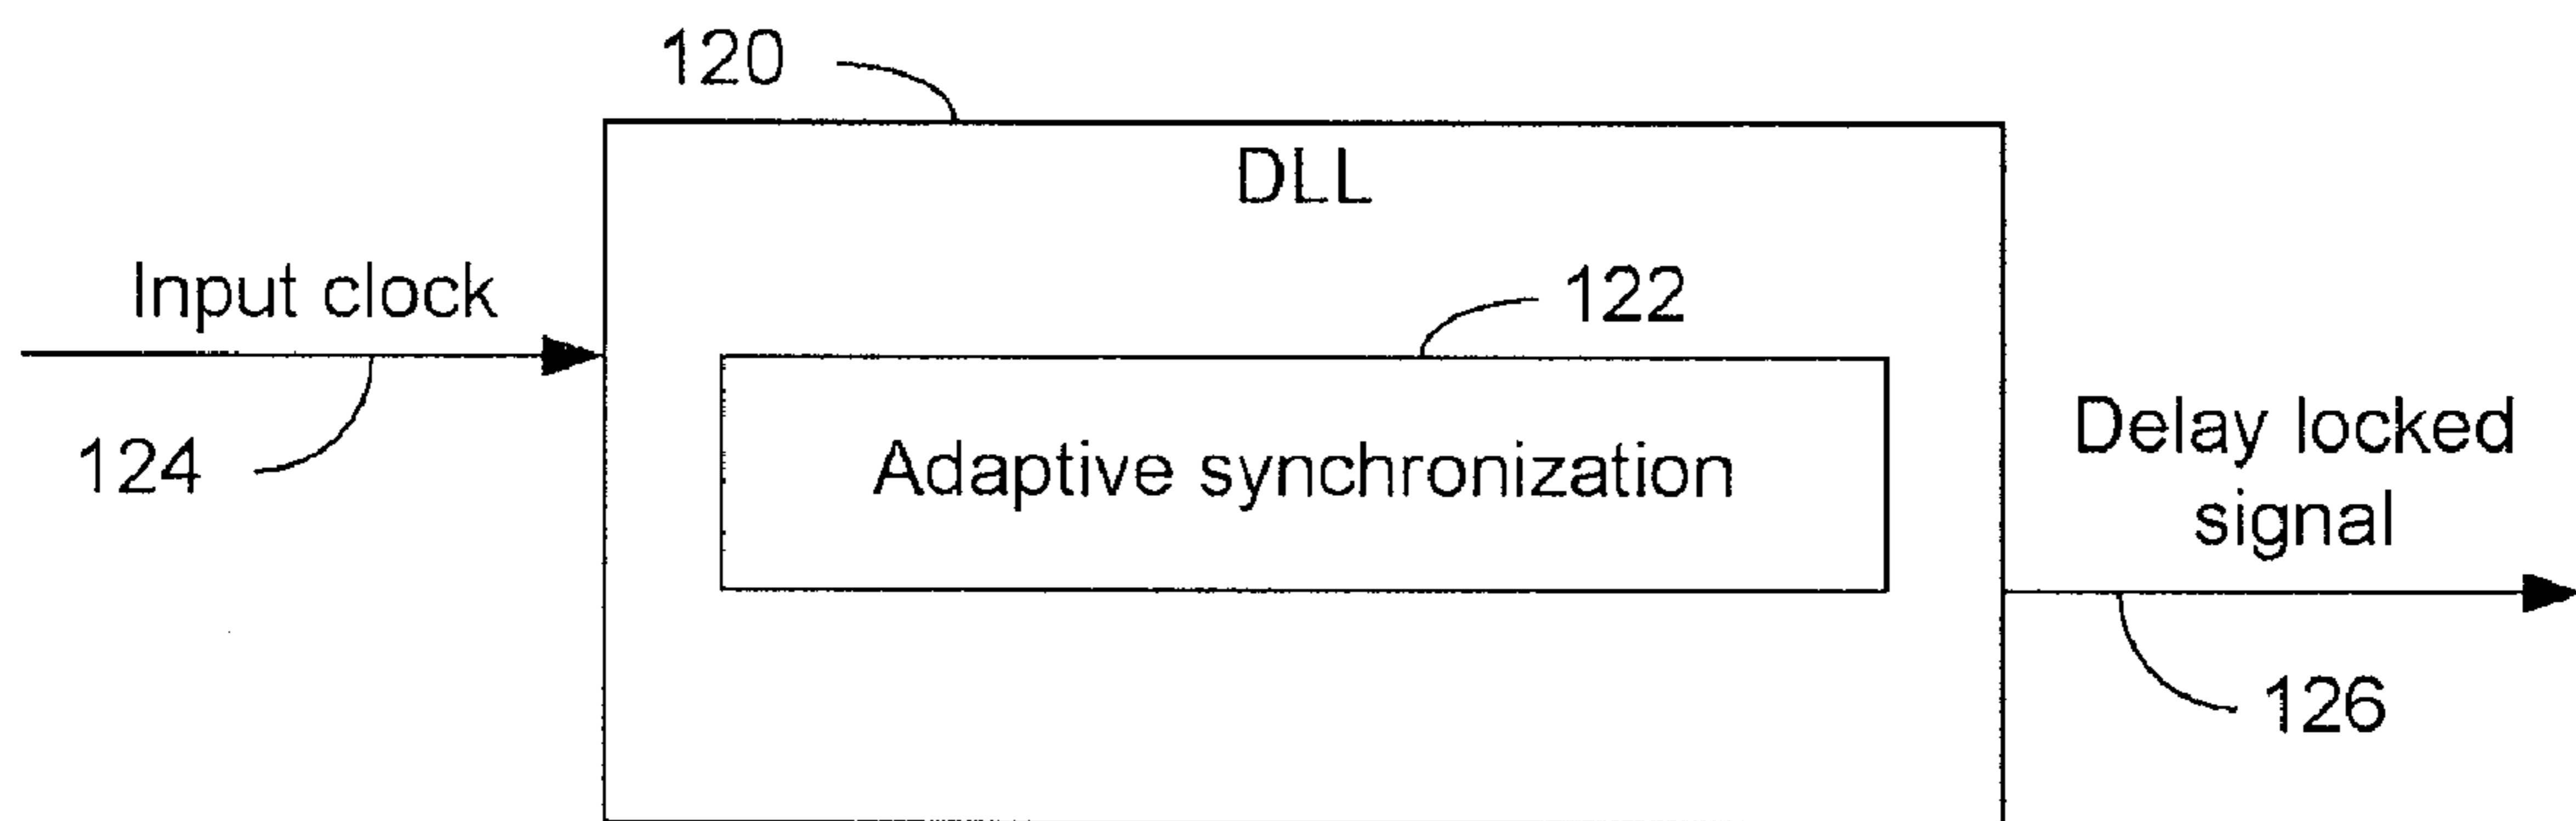 120
DLL
Input clock
122
124
Adaptive synchronization
Delay locked
signal
126